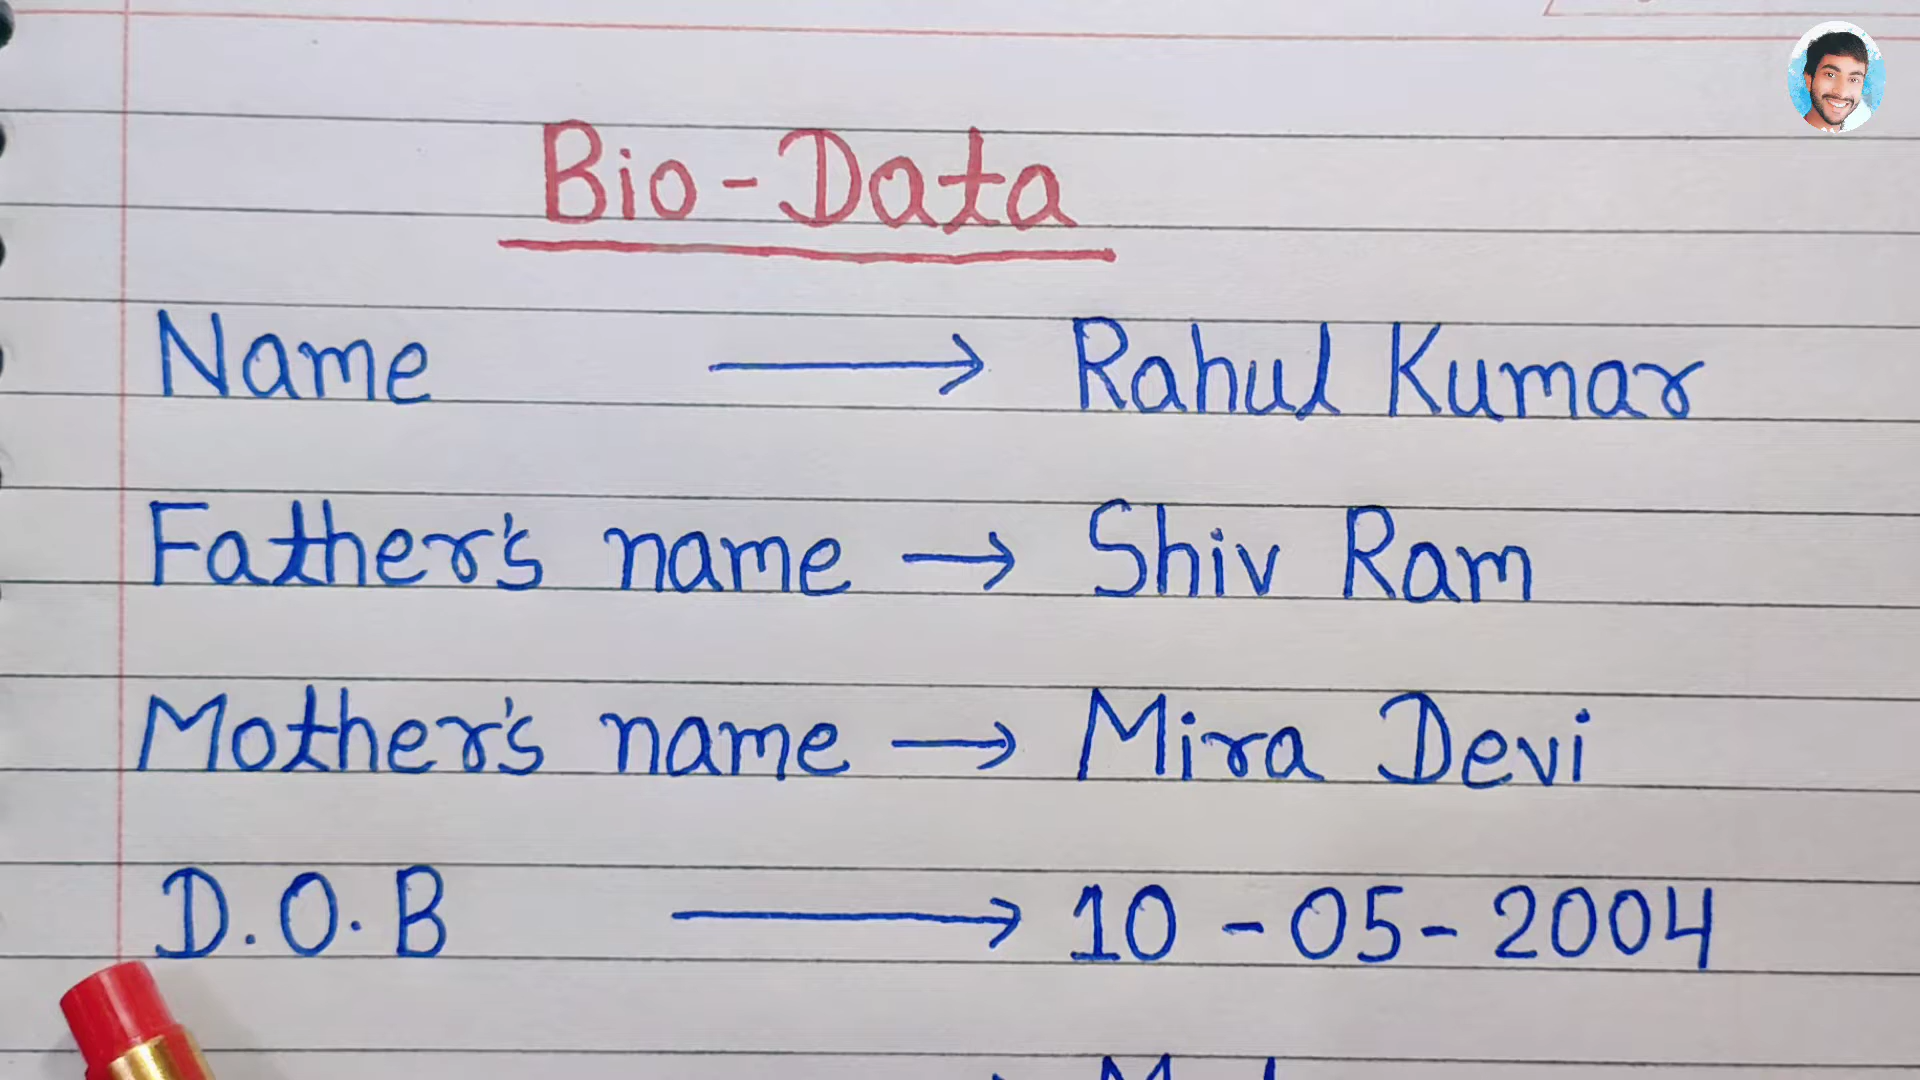 Bio-Data
Name → Rahul Kumar
Father's name → Shiv Ram
Mother's name → Mira Devi
D.O.B → 10-05-2004